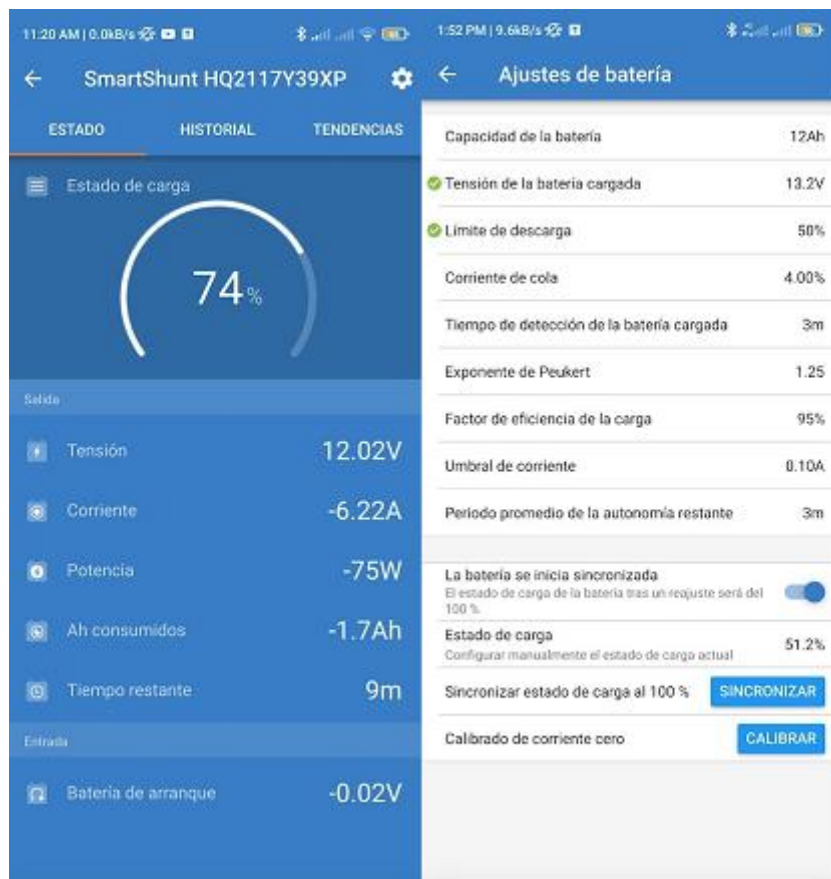 11:20 AM | 0.0kB/s
SmartShunt HQ2117Y39XP
ESTADO HISTORIAL TENDENCIAS
Estado de carga
74%
Salida
Tensión 12.02V
Corriente -6.22A
Potencia -75W
Ah consumidos -1.7Ah
Tiempo restante 9m
Entrada
Batería de arranque -0.02V
1:52 PM | 9.6kB/s
Ajustes de batería
Capacidad de la batería 12Ah
Tensión de la batería cargada 13.2V
Límite de descarga 50%
Corriente de cola 4.00%
Tiempo de detección de la batería cargada 3m
Exponente de Peukert 1.25
Factor de eficiencia de la carga 95%
Umbral de corriente 0.10A
Periodo promedio de la autonomía restante 3m
La batería se inicia sincronizada
El estado de carga de la batería tras un reajuste será del
100 %.
Estado de carga 51.2%
Configurar manualmente el estado de carga actual
Sincronizar estado de carga al 100 % SINCRONIZAR
Calibrado de corriente cero CALIBRAR